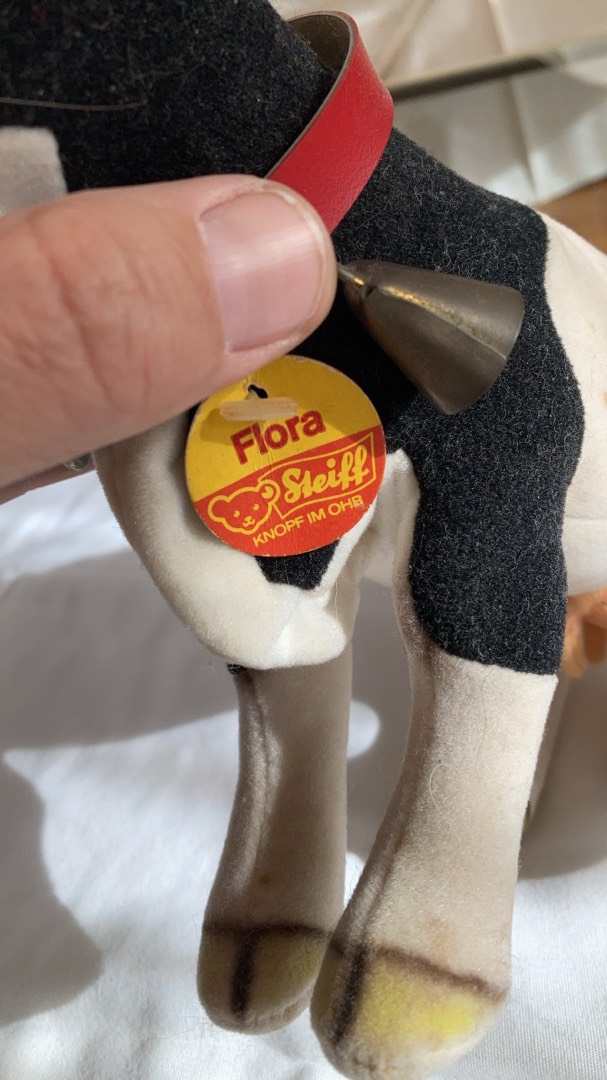 Flora
Steiff
KNOPF IM OHR